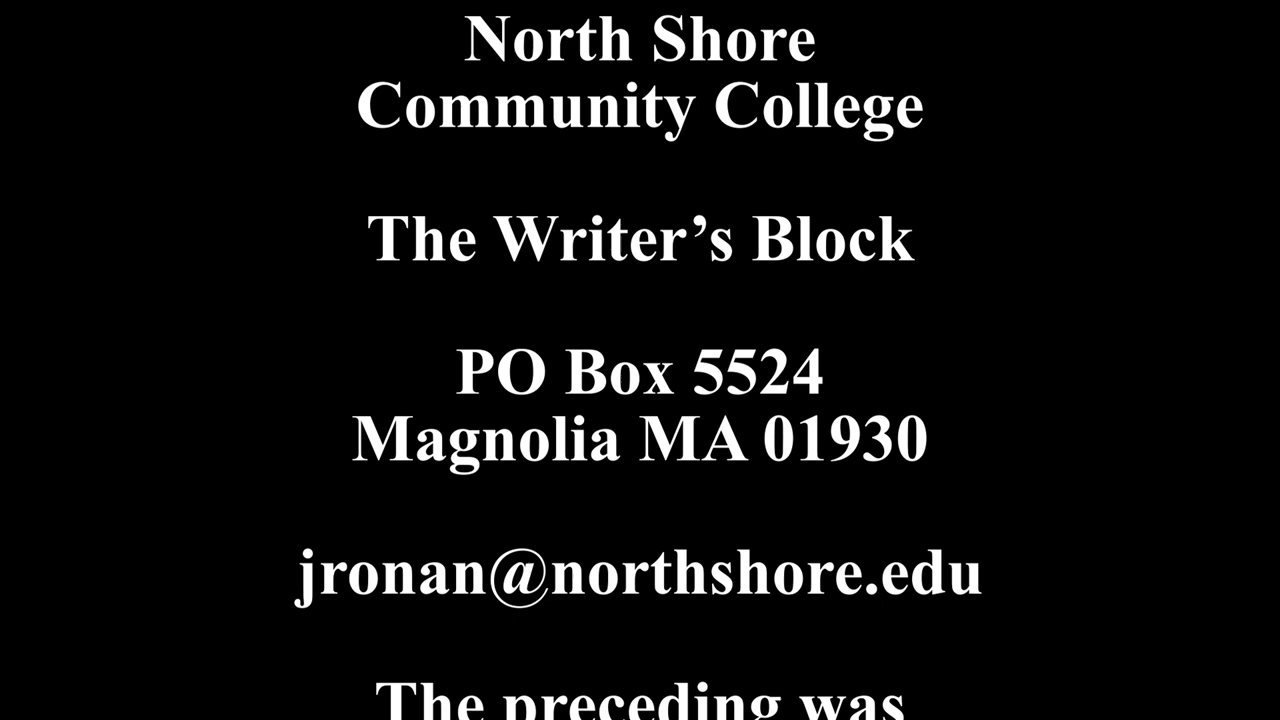 North Shore
Community College
The Writer’s Block
PO Box 5524
Magnolia MA 01930
jronan@northshore.edu
The preceding was